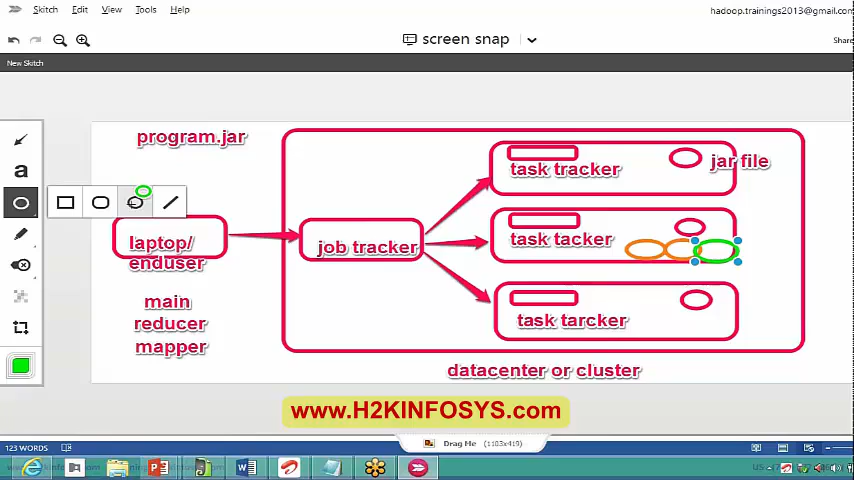 Skitch Edit View Tools Help
hadoop.trainings2013@gmail.com
screen snap
Share
New Skitch
program.jar
a
task tracker
jar file
laptop/
enduser
job tracker
task tacker
main
reducer
mapper
task tarcker
datacenter or cluster
www.H2KINFOSYS.com
Drag Me (1103x419)
123 WORDS